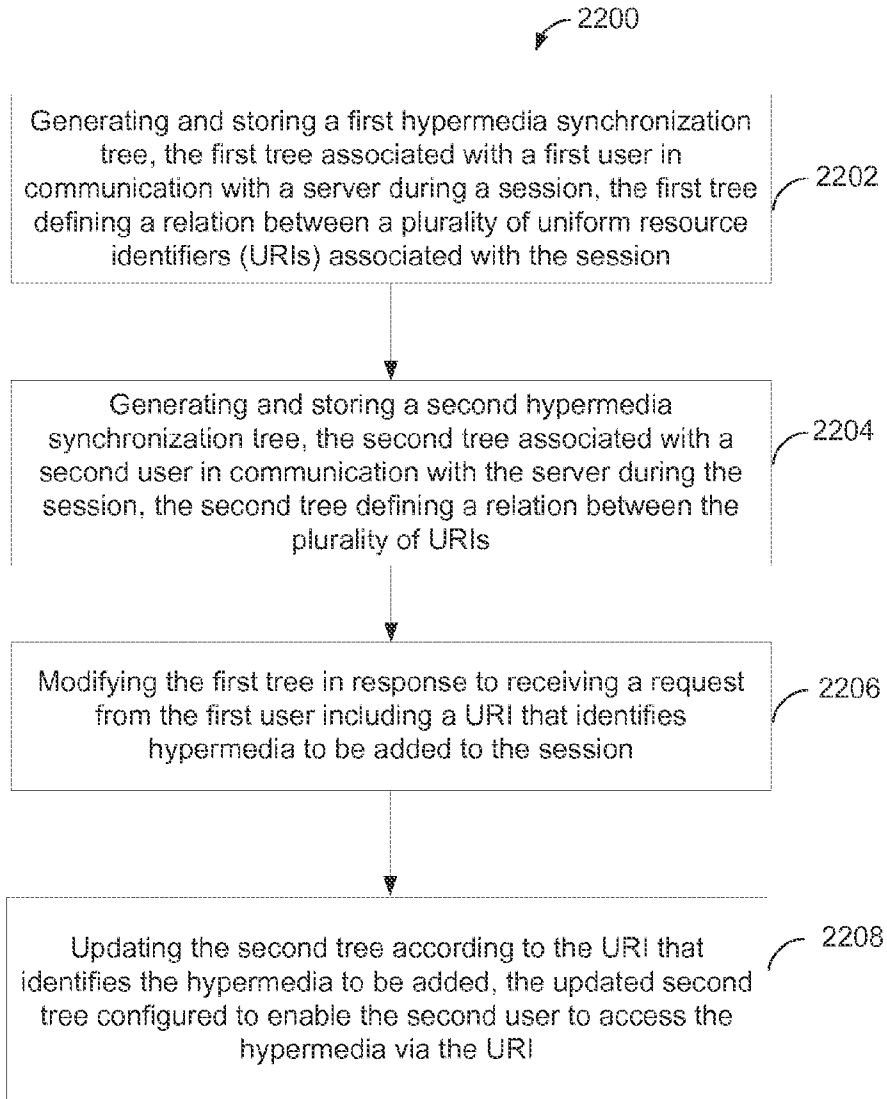 2200
Generating and storing a first hypermedia synchronization
tree, the first tree associated with a first user in
communication with a server during a session, the first tree
defining a relation between a plurality of uniform resource
identifiers (URIs) associated with the session
2202
Generating and storing a second hypermedia
synchronization tree, the second tree associated with a
second user in communication with the server during the
session, the second tree defining a relation between the
plurality of URIs
2204
Modifying the first tree in response to receiving a request
from the first user including a URI that identifies
hypermedia to be added to the session
2206
Updating the second tree according to the URI that
identifies the hypermedia to be added, the updated second
tree configured to enable the second user to access the
hypermedia via the URI
2208